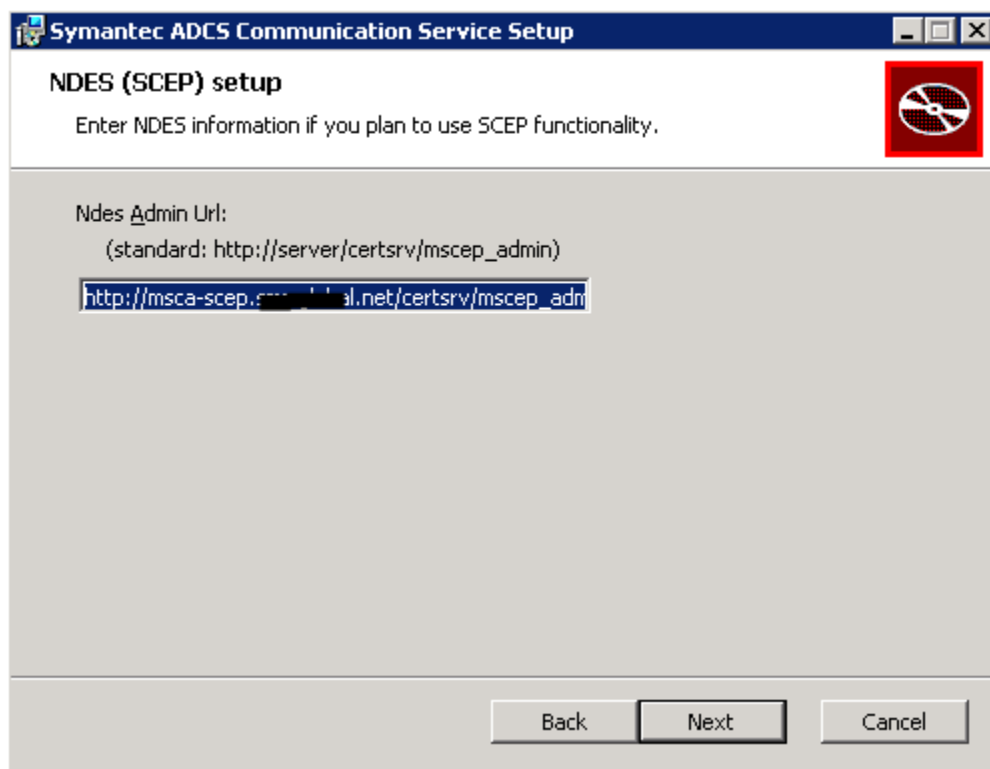 Symantec ADCS Communication Service Setup
NDES (SCEP) setup
Enter NDES information if you plan to use SCEP functionality.
Ndes Admin Url:
(standard: http://server/certsrv/mscep_admin)
http://msca-scep. al.net/certsrv/mscep_adm
Back Next Cancel